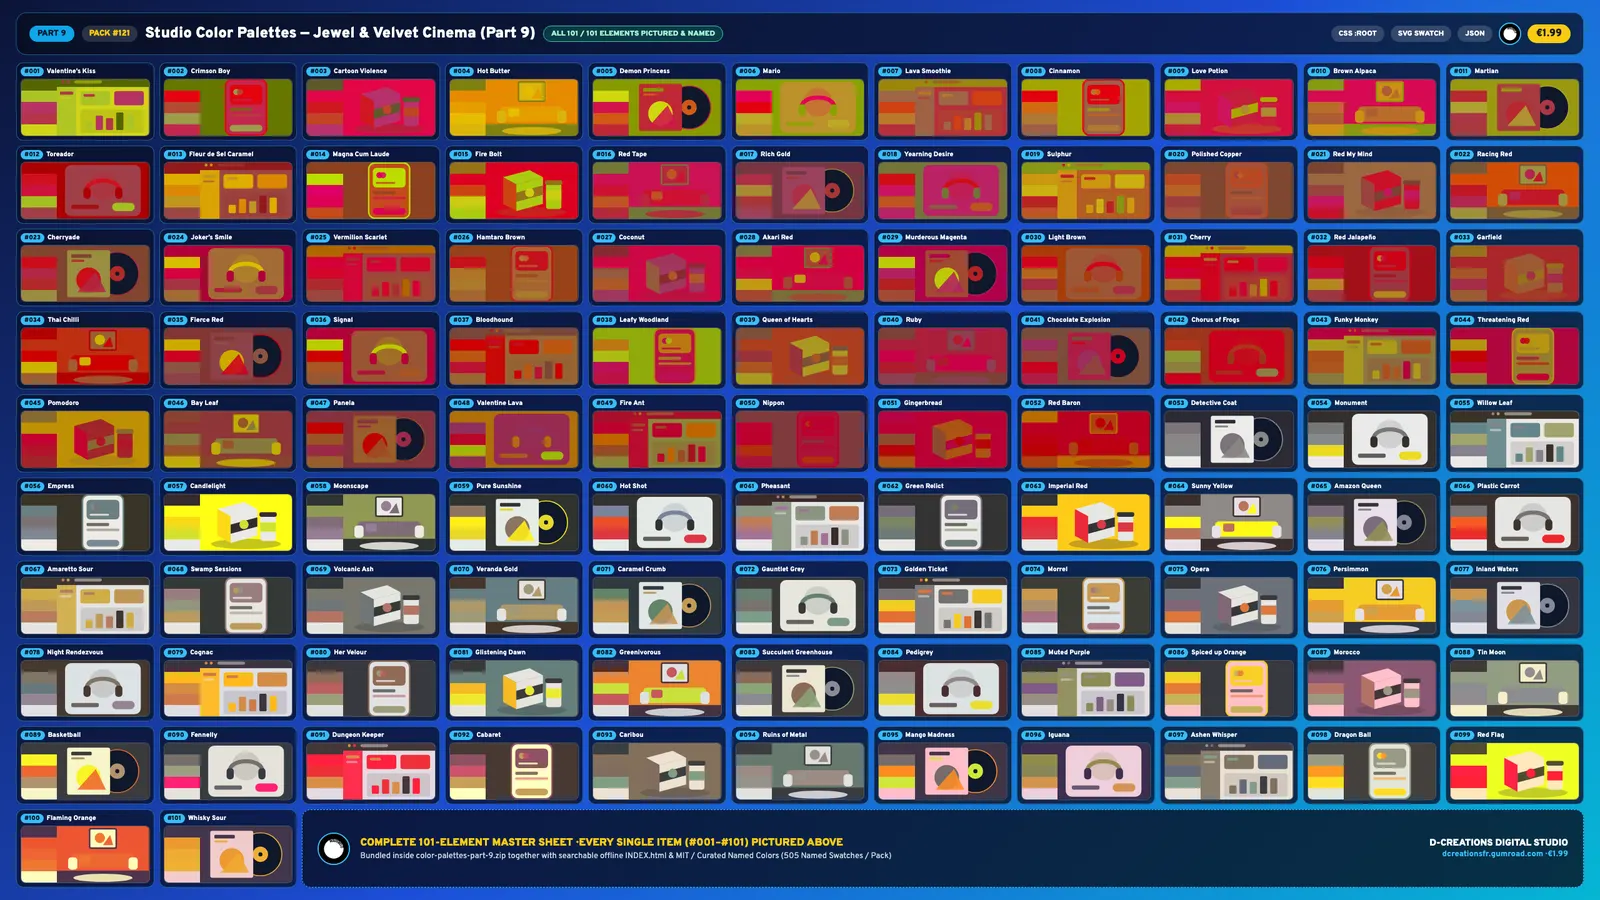 PART 9 PACK #121 Studio Color Palettes – Jewel & Velvet Cinema (Part 9) ALL 101 / 101 ELEMENTS PICTURED & NAMED CSS :ROOT SVG SWATCH JSON €1.99
#001 Valentine's Kiss #002 Crimson Boy #003 Cartoon Violence #004 Hot Butter #005 Demon Princess #006 Mario #007 Lava Smoothie #008 Cinnamon #009 Love Potion #010 Brown Alpaca #011 Martian
#012 Toreador #013 Fleur de Sel Caramel #014 Magna Cum Laude #015 Fire Bolt #016 Red Tape #017 Rich Gold #018 Yearning Desire #019 Sulphur #020 Polished Copper #021 Red My Mind #022 Racing Red
#023 Cherryade #024 Joker's Smile #025 Vermilion Scarlet #026 Hamtaro Brown #027 Coconut #028 Akari Red #029 Murderous Magenta #030 Light Brown #031 Cherry #032 Red Jalapeño #033 Garfield
#034 Thai Chilli #035 Fierce Red #036 Signal #037 Bloodhound #038 Leafy Woodland #039 Queen of Hearts #040 Ruby #041 Chocolate Explosion #042 Chorus of Frogs #043 Funky Monkey #044 Threatening Red
#045 Pomodoro #046 Bay Leaf #047 Panela #048 Valentine Lava #049 Fire Ant #050 Nippon #051 Gingerbread #052 Red Baron #053 Detective Coat #054 Monument #055 Willow Leaf
#056 Empress #057 Candlelight #058 Moonscape #059 Pure Sunshine #060 Hot Shot #061 Pheasant #062 Green Relict #063 Imperial Red #064 Sunny Yellow #065 Amazon Queen #066 Plastic Carrot
#067 Amaretto Sour #068 Swamp Sessions #069 Volcanic Ash #070 Veranda Gold #071 Caramel Crumb #072 Gauntlet Grey #073 Golden Ticket #074 Morrel #075 Opera #076 Persimmon #077 Inland Waters
#078 Night Rendezvous #079 Cognac #080 Her Velour #081 Glistening Dawn #082 Greenivorous #083 Succulent Greenhouse #084 Pedigrey #085 Muted Purple #086 Spiced up Orange #087 Morocco #088 Tin Moon
#089 Basketball #090 Fennelly #091 Dungeon Keeper #092 Cabaret #093 Caribou #094 Ruins of Metal #095 Mango Madness #096 Iguana #097 Ashen Whisper #098 Dragon Ball #099 Red Flag
#100 Flaming Orange #101 Whisky Sour
COMPLETE 101-ELEMENT MASTER SHEET · EVERY SINGLE ITEM (#001–#101) PICTURED ABOVE
Bundled inside color-palettes-part-9.zip together with searchable offline INDEX.html & MIT / Curated Named Colors (505 Named Swatches / Pack)
D-CREATIONS DIGITAL STUDIO
dcreationsfr.gumroad.com · €1.99